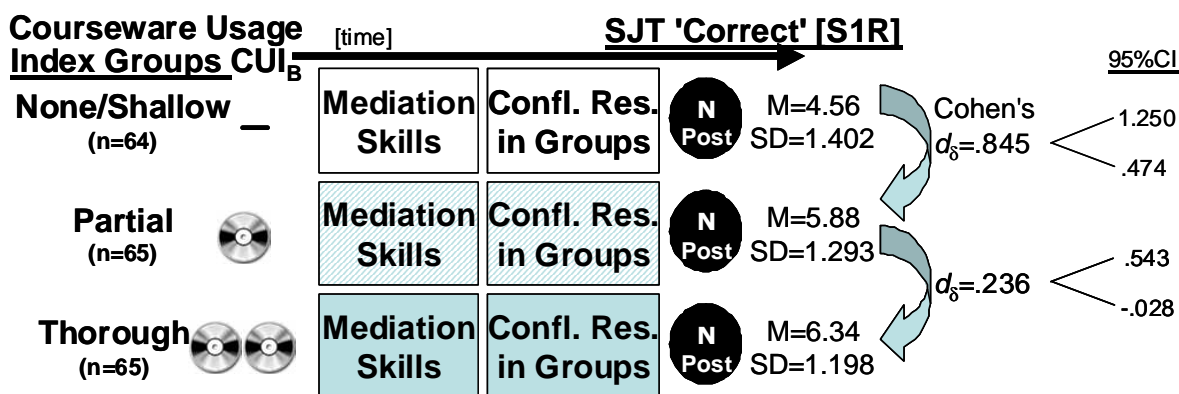 Courseware Usage
Index Groups CUIB
[time]
SJT 'Correct' [S1R]
95%CI
None/Shallow
(n=64)
Mediation
Skills
Confl. Res.
in Groups
N
Post
M=4.56
SD=1.402
Cohen's
dδ=.845
1.250
.474
Partial
(n=65)
Mediation
Skills
Confl. Res.
in Groups
N
Post
M=5.88
SD=1.293
dδ=.236
.543
-.028
Thorough
(n=65)
Mediation
Skills
Confl. Res.
in Groups
N
Post
M=6.34
SD=1.198